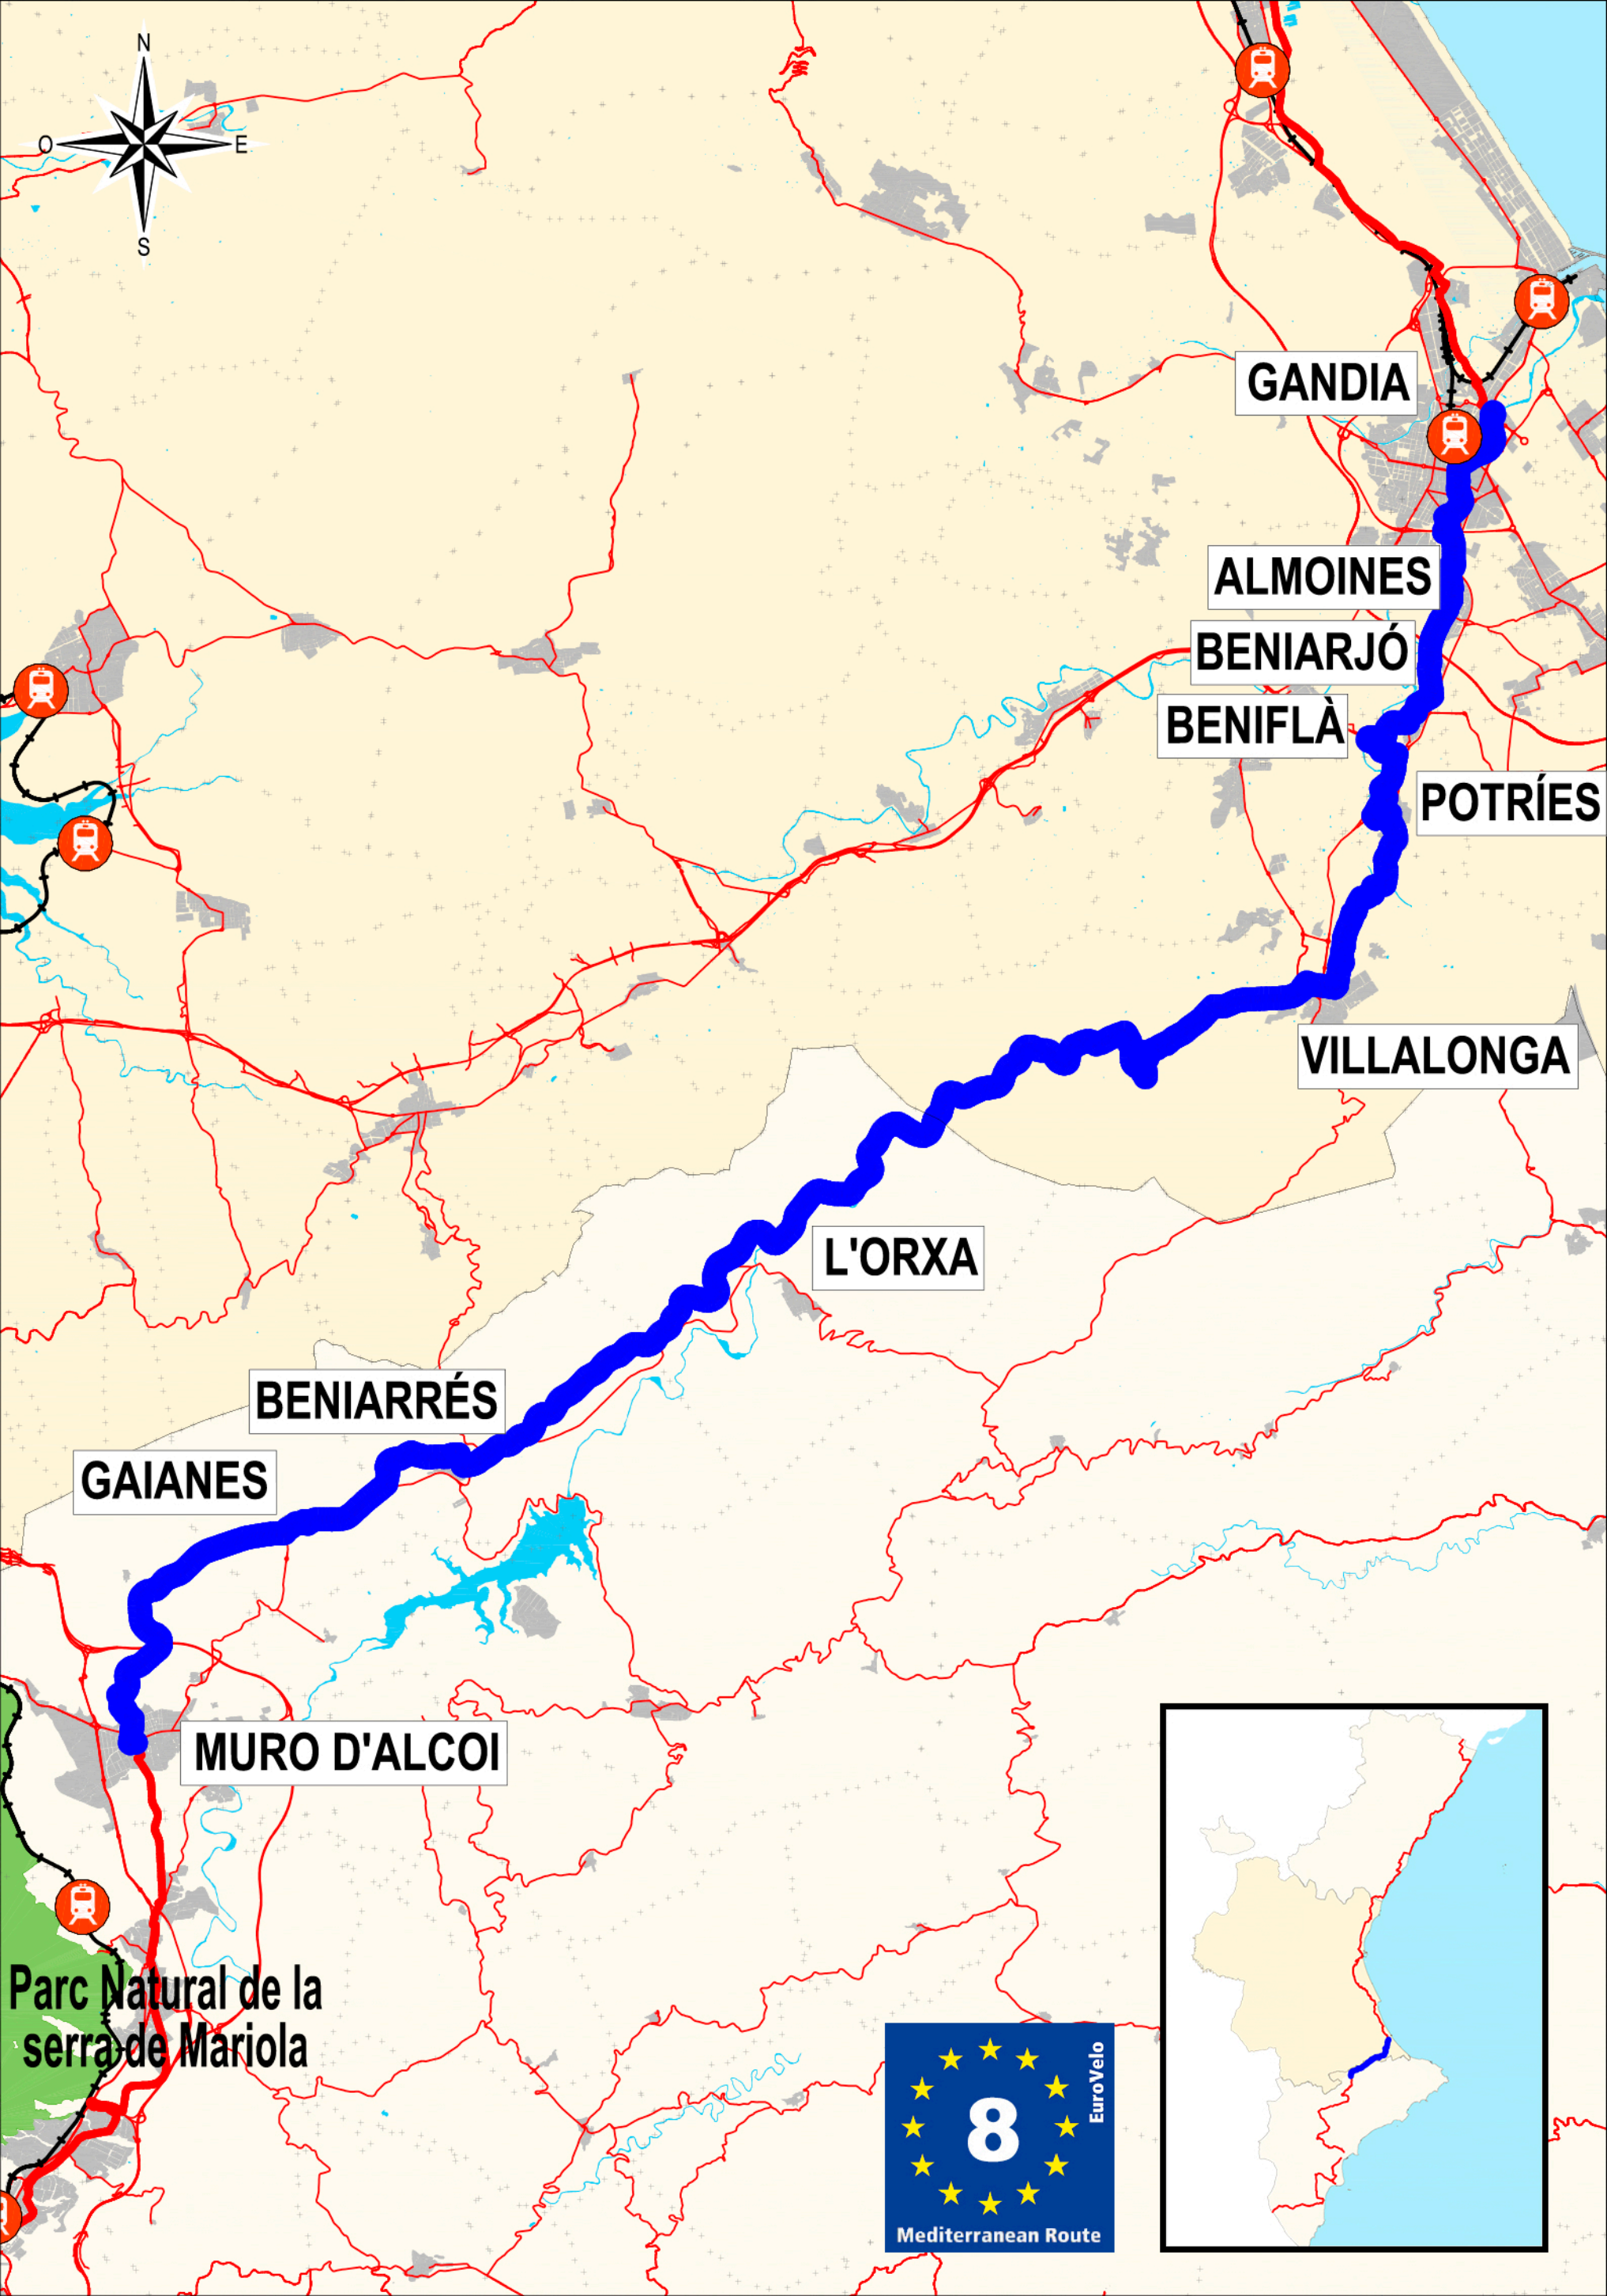 N
O
E
S
GANDIA
ALMOINES
BENIARJÓ
BENIFLÀ
POTRÍES
VILLALONGA
L'ORXA
BENIARRÉS
GAIANES
MURO D'ALCOI
Parc Natural de la
serra de Mariola
8
EuroVelo
Mediterranean Route